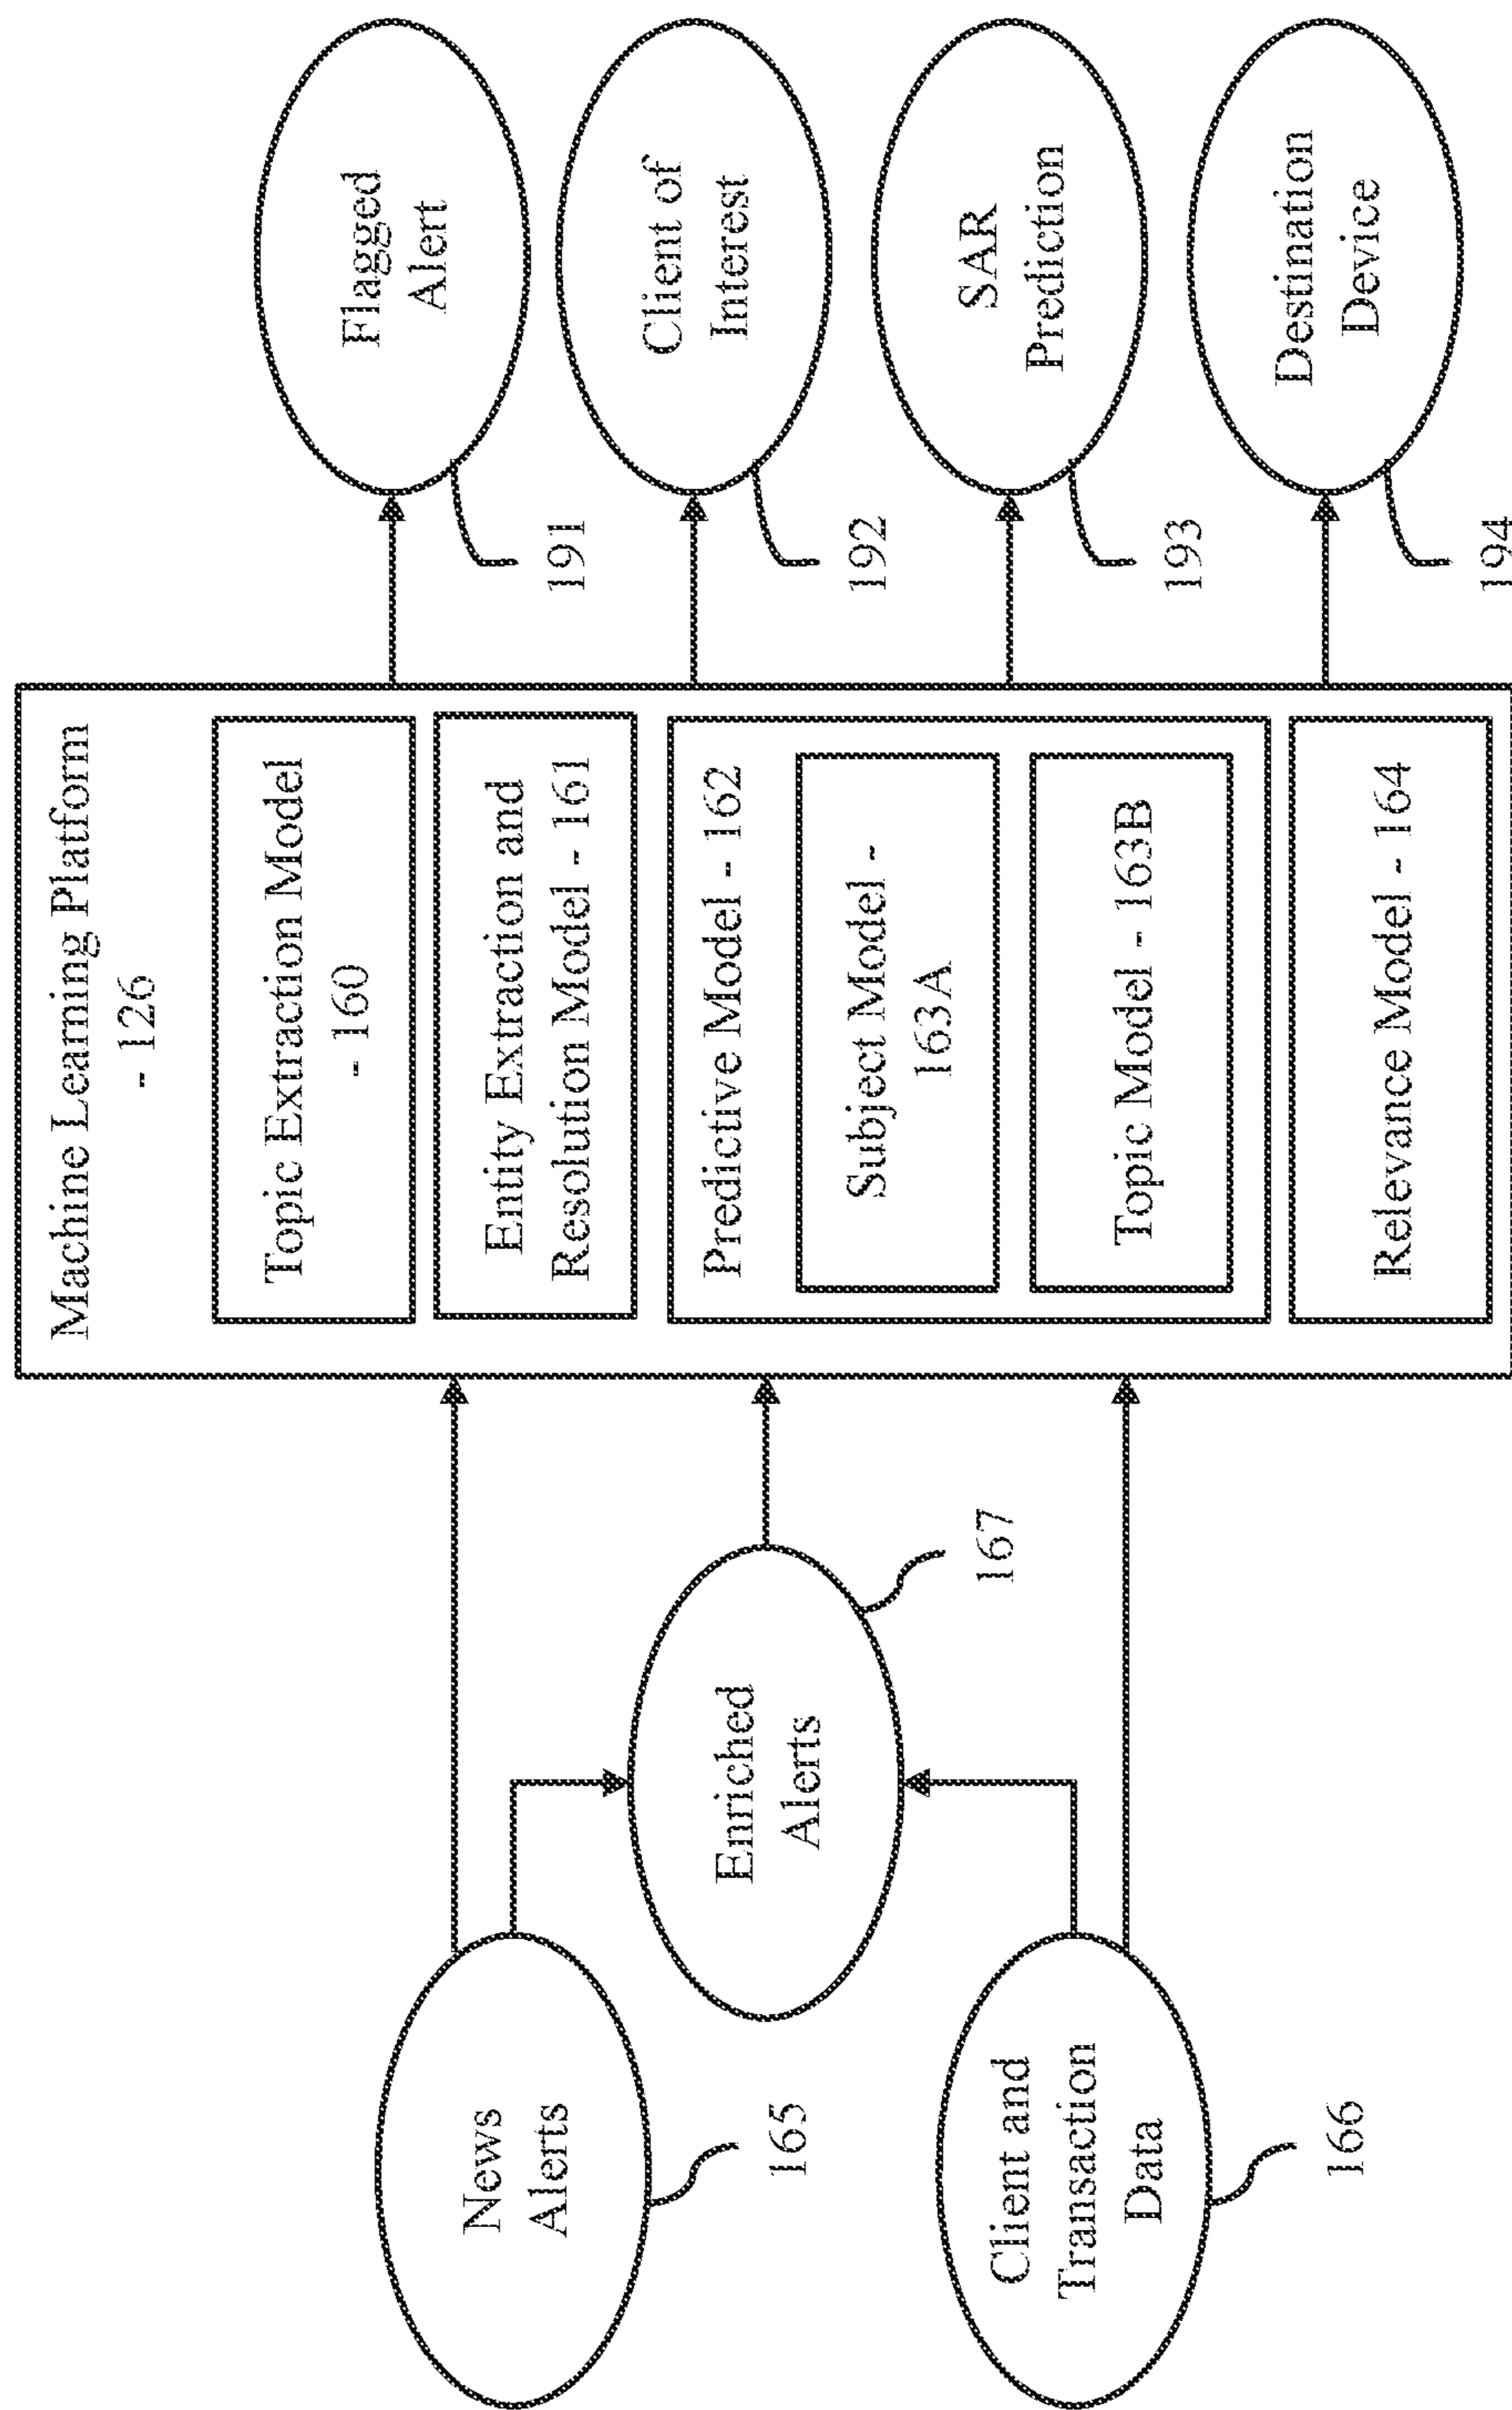 News
Alerts
165
Client and
Transaction
Data
166
Enriched
Alerts
167
Machine Learning Platform
- 126
Topic Extraction Model
- 160
Entity Extraction and
Resolution Model - 161
Predictive Model - 162
Subject Model -
163A
Topic Model - 163B
Relevance Model - 164
Flagged
Alert
191
Client of
Interest
192
SAR
Prediction
193
Destination
Device
194